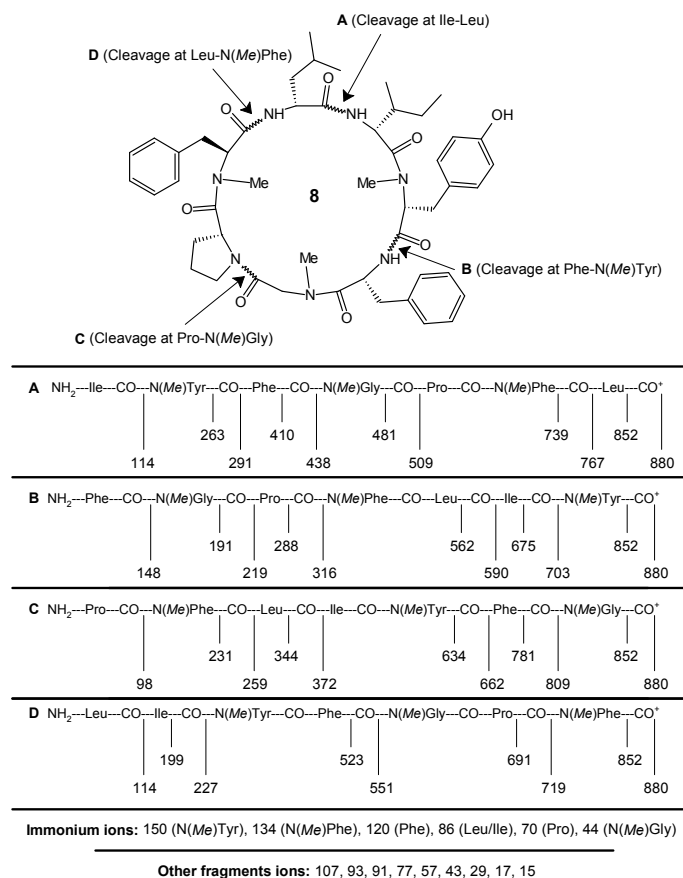 A (Cleavage at Ile-Leu)
D (Cleavage at Leu-N(Me)Phe)
O
O
NH
NH
OH
O
N
Me
Me
N
O
8
O
N
Me
NH
O
N
O
O
B (Cleavage at Phe-N(Me)Tyr)
C (Cleavage at Pro-N(Me)Gly)
A NH2---Ile---CO---N(Me)Tyr---CO---Phe---CO---N(Me)Gly---CO---Pro---CO---N(Me)Phe---CO---Leu---CO+
263 410 481 739 852
114 291 438 509 767 880
B NH2---Phe---CO---N(Me)Gly---CO---Pro---CO---N(Me)Phe---CO---Leu---CO---Ile---CO---N(Me)Tyr---CO+
191 288 562 675 852
148 219 316 590 703 880
C NH2---Pro---CO---N(Me)Phe---CO---Leu---CO---Ile---CO---N(Me)Tyr---CO---Phe---CO---N(Me)Gly---CO+
231 344 634 781 852
98 259 372 662 809 880
D NH2---Leu---CO---Ile---CO---N(Me)Tyr---CO---Phe---CO---N(Me)Gly---CO---Pro---CO---N(Me)Phe---CO+
199 523 691 852
114 227 551 719 880
Immonium ions: 150 (N(Me)Tyr), 134 (N(Me)Phe), 120 (Phe), 86 (Leu/Ile), 70 (Pro), 44 (N(Me)Gly)
Other fragments ions: 107, 93, 91, 77, 57, 43, 29, 17, 15